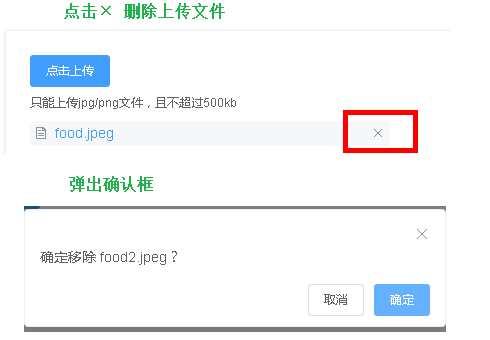 点击× 删除上传文件
点击上传
只能上传jpg/png文件，且不超过500kb
food.jpeg
弹出确认框
确定移除 food2.jpeg？
取消
确定